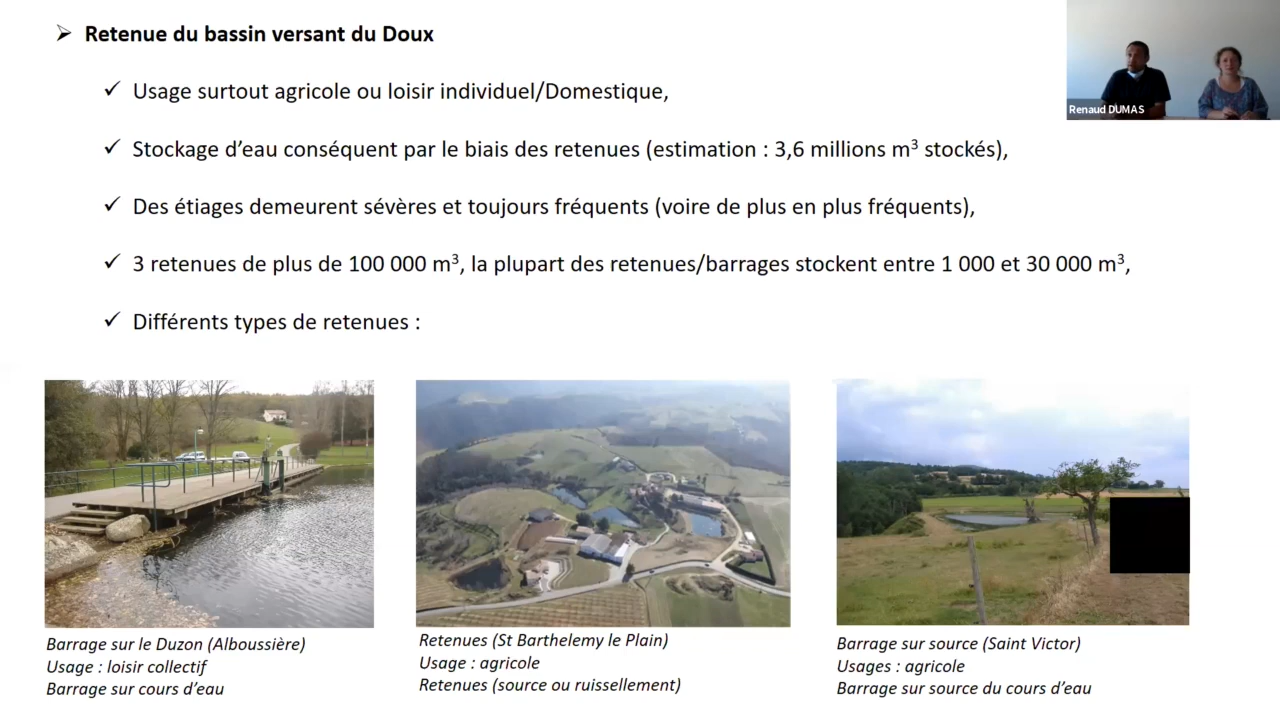 Retenue du bassin versant du Doux
Renaud DUMAS
Usage surtout agricole ou loisir individuel/Domestique,
Stockage d’eau conséquent par le biais des retenues (estimation : 3,6 millions m³ stockés),
Des étiages demeurent sévères et toujours fréquents (voire de plus en plus fréquents),
3 retenues de plus de 100 000 m³, la plupart des retenues/barrages stockent entre 1 000 et 30 000 m³,
Différents types de retenues :
Barrage sur le Duzon (Alboussière)
Usage : loisir collectif
Barrage sur cours d’eau
Retenues (St Barthelemy le Plain)
Usage : agricole
Retenues (source ou ruissellement)
Barrage sur source (Saint Victor)
Usages : agricole
Barrage sur source du cours d’eau